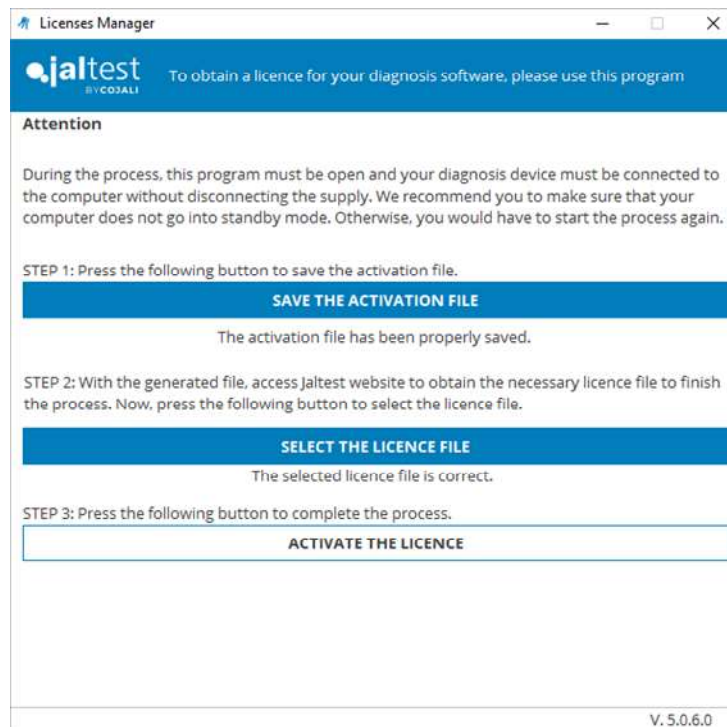 Licenses Manager
jaltest
BY COJALI
To obtain a licence for your diagnosis software, please use this program
Attention
During the process, this program must be open and your diagnosis device must be connected to
the computer without disconnecting the supply. We recommend you to make sure that your
computer does not go into standby mode. Otherwise, you would have to start the process again.
STEP 1: Press the following button to save the activation file.
SAVE THE ACTIVATION FILE
The activation file has been properly saved.
STEP 2: With the generated file, access Jaltest website to obtain the necessary licence file to finish
the process. Now, press the following button to select the licence file.
SELECT THE LICENCE FILE
The selected licence file is correct.
STEP 3: Press the following button to complete the process.
ACTIVATE THE LICENCE
V. 5.0.6.0